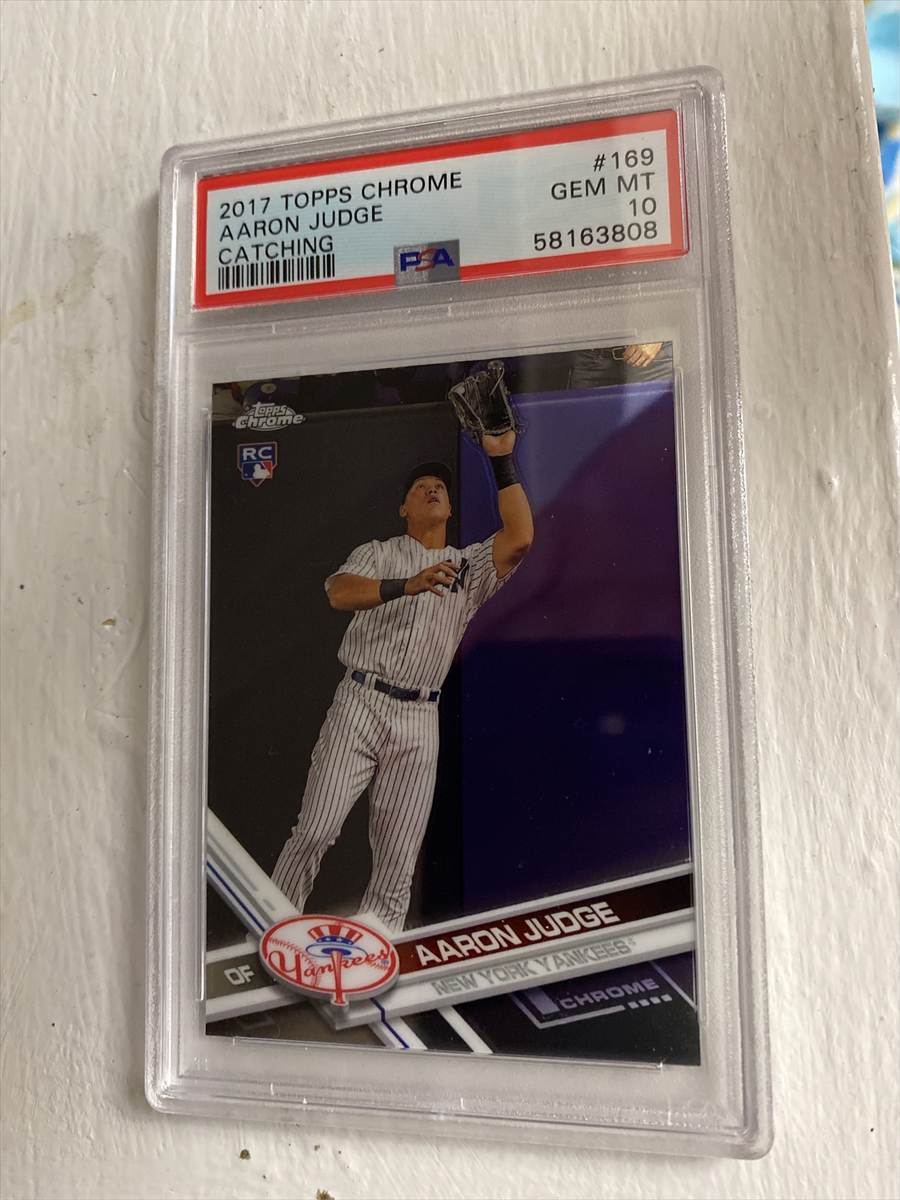 2017 TOPPS CHROME
#169
AARON JUDGE
GEM MT
CATCHING
10
58163808
PSA
TOPPS
Chrome
RC
AARON JUDGE
NEW YORK YANKEES
OF
Yankees
CHROME